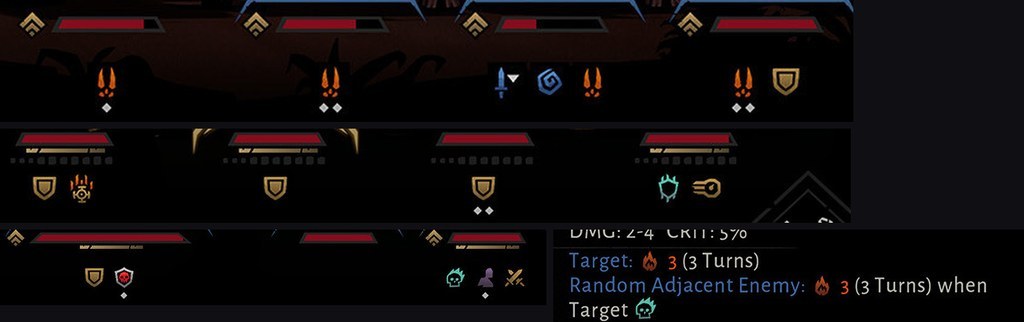 DMG: 2-4 CRIT: 5%
Target: 3 (3 Turns)
Random Adjacent Enemy: 3 (3 Turns) when
Target